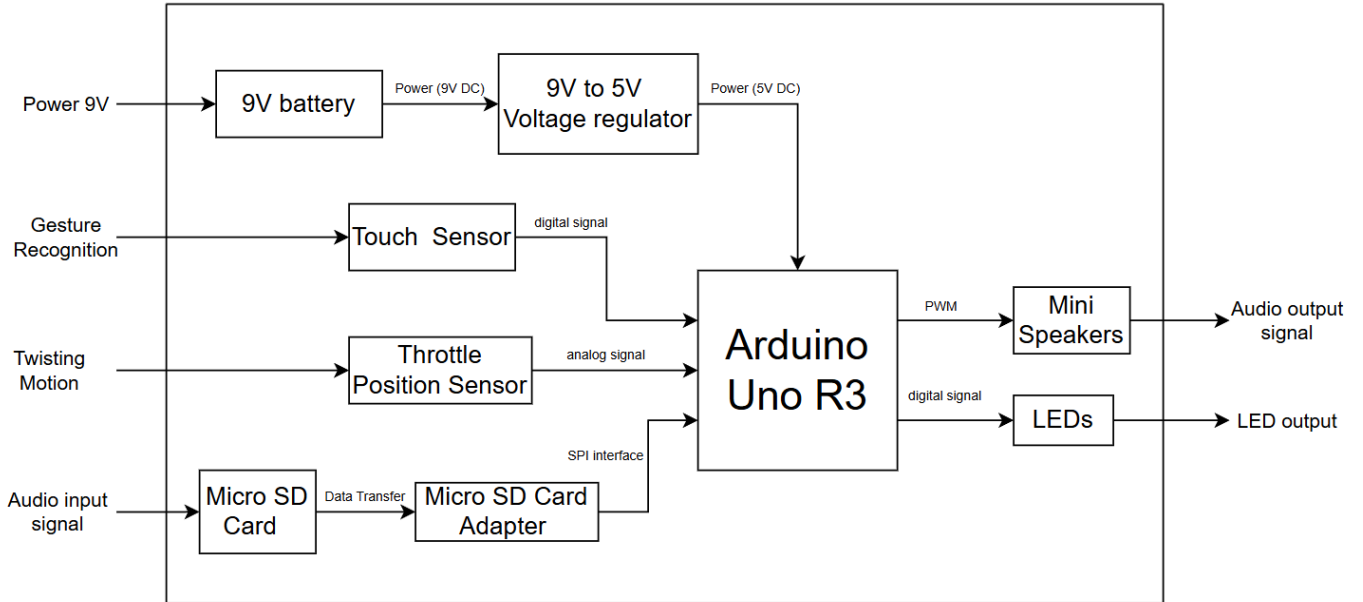 Power 9V
9V battery
Power (9V DC)
9V to 5V
Voltage regulator
Power (5V DC)
Gesture
Recognition
Touch Sensor
digital signal
Twisting
Motion
Throttle
Position Sensor
analog signal
Audio input
signal
Micro SD
Card
Data Transfer
Micro SD Card
Adapter
SPI interface
Arduino
Uno R3
PWM
Mini
Speakers
Audio output
signal
digital signal
LEDs
LED output